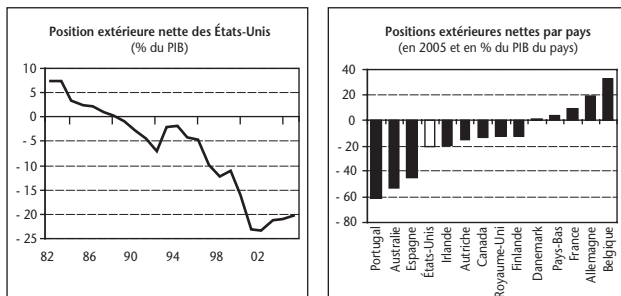 Position extérieure nette des États-Unis
(% du PIB)
10
5
0
- 5
- 10
- 15
- 20
- 25
82 86 90 94 98 02
Positions extérieures nettes par pays
(en 2005 et en % du PIB du pays)
40
20
0
- 20
- 40
- 60
- 80
Portugal
Australie
Espagne
États-Unis
Irlande
Autriche
Canada
Royaume-Uni
Finlande
Danemark
Pays-Bas
France
Allemagne
Belgique